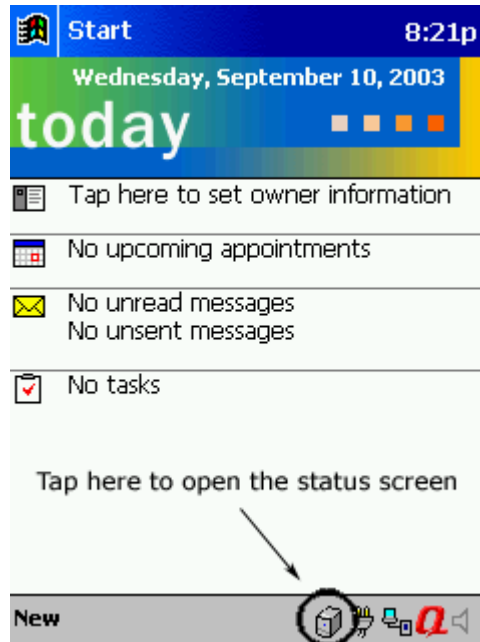 Start 8:21p
Wednesday, September 10, 2003
today
Tap here to set owner information
No upcoming appointments
No unread messages
No unsent messages
No tasks
Tap here to open the status screen
New